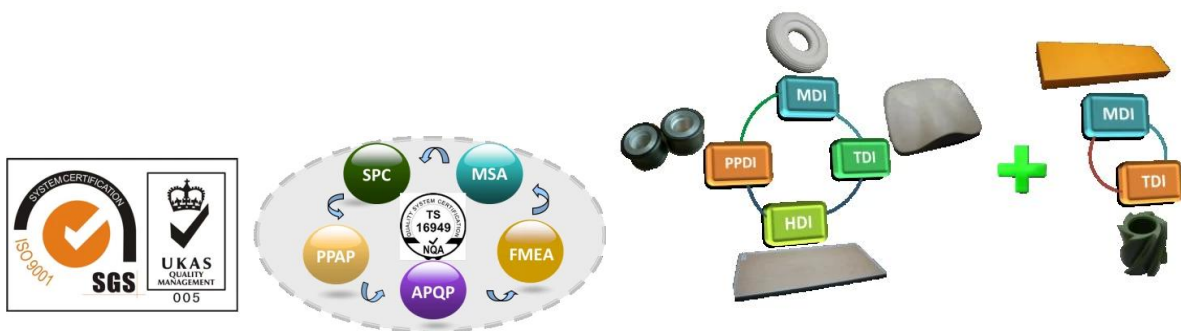 SYSTEM CERTIFICATION
ISO 9001
SGS
UKAS
QUALITY
MANAGEMENT
005
SPC
MSA
PPAP
FMEA
APQP
QUALITY SYSTEM CERTIFICATION
TS
16949
NQA
MDI
PPDI
TDI
HDI
MDI
TDI